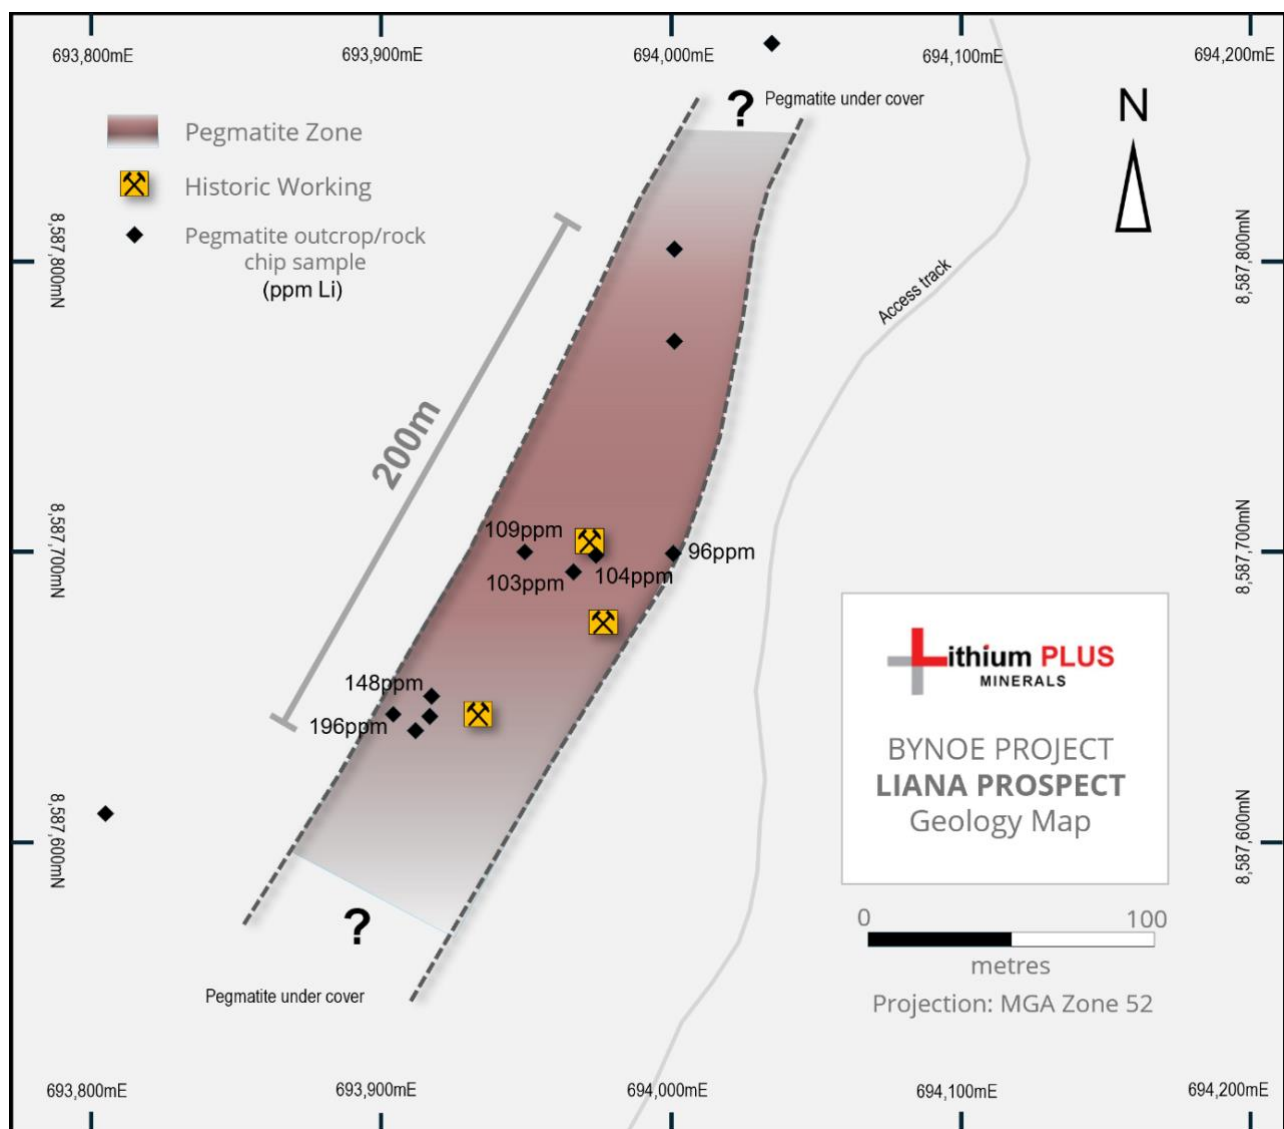 693,800mE
693,900mE
694,000mE
694,100mE
694,200mE
? Pegmatite under cover
N
Pegmatite Zone
Historic Working
Pegmatite outcrop/rock
chip sample
(ppm Li)
8,587,800mN
8,587,800mN
Access track
200m
8,587,700mN
8,587,700mN
109ppm
96ppm
103ppm
104ppm
148ppm
196ppm
Lithium PLUS
MINERALS
BYNOE PROJECT
LIANA PROSPECT
Geology Map
8,587,600mN
8,587,600mN
?
Pegmatite under cover
0
100
metres
Projection: MGA Zone 52
693,800mE
693,900mE
694,000mE
694,100mE
694,200mE